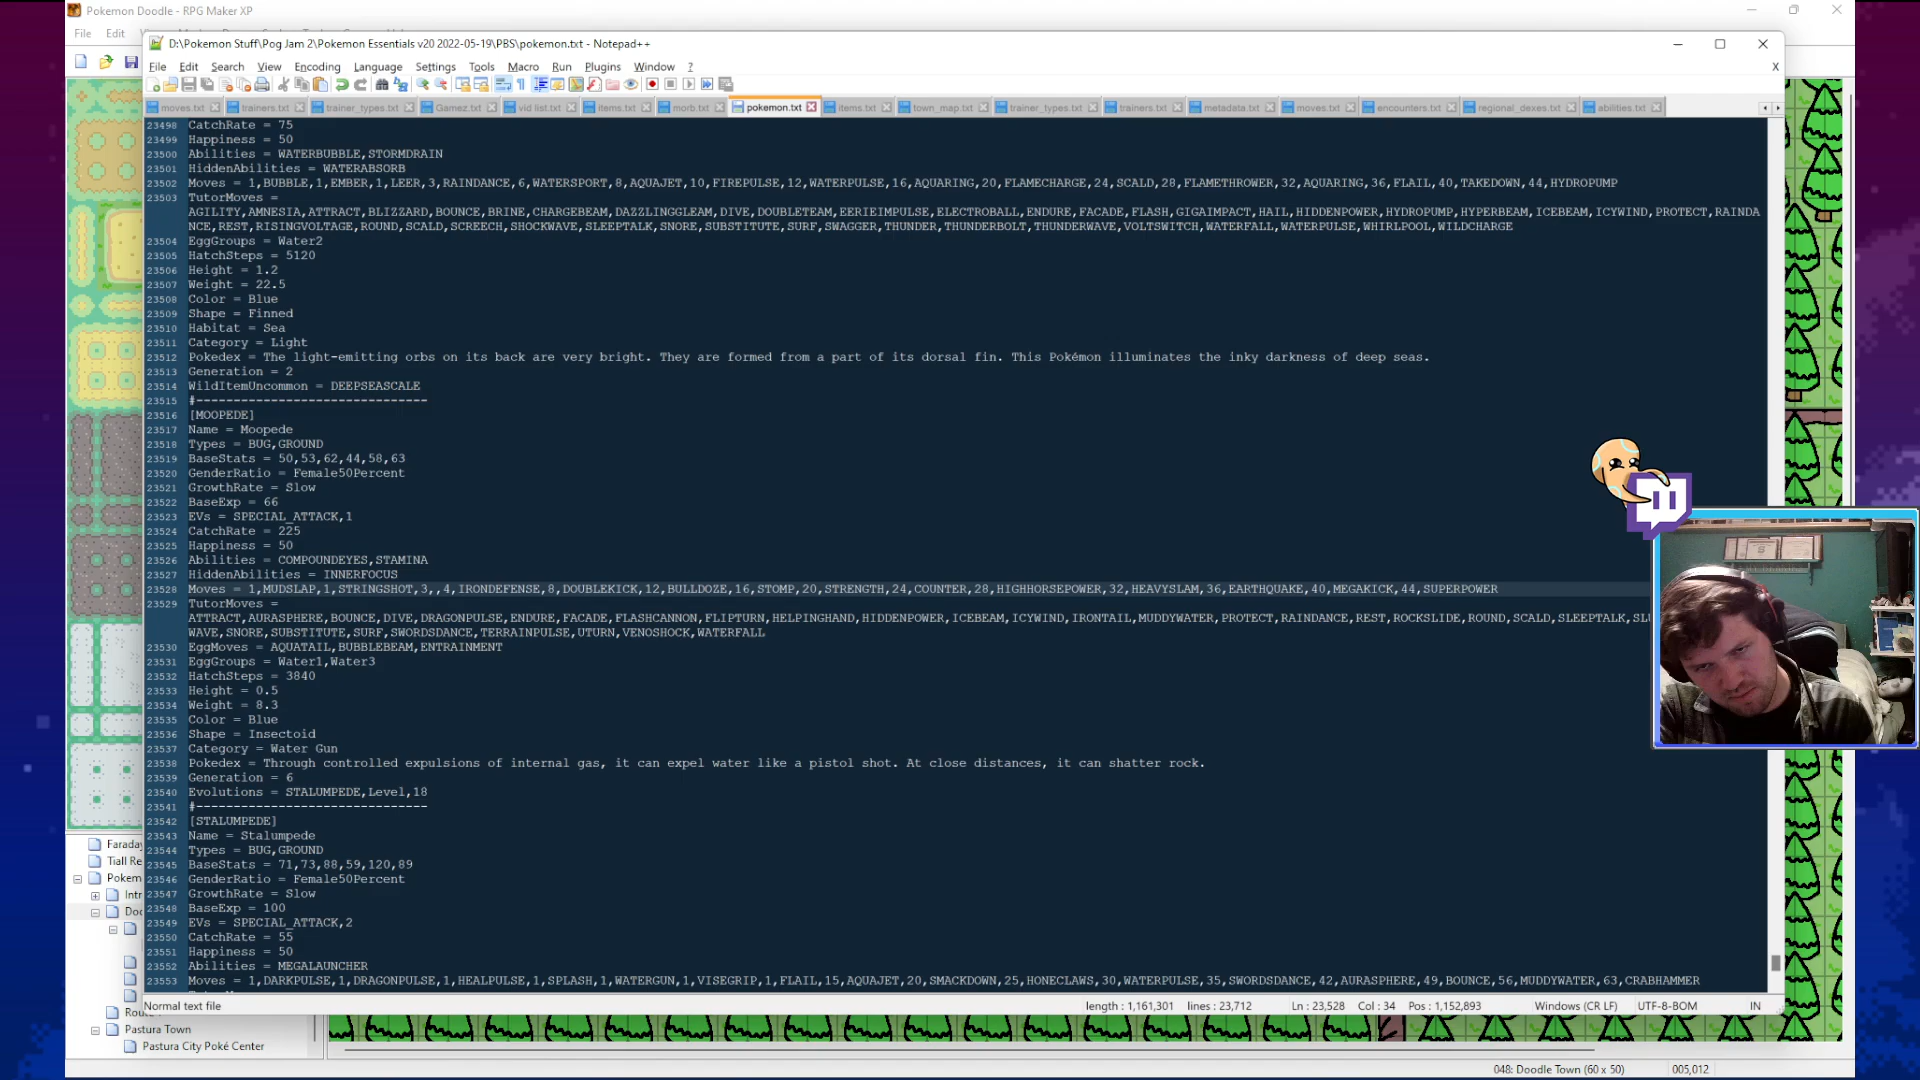 Pokemon Doodle - RPG Maker XP
File Edit
D:\Pokemon Stuff\Pog Jam 2\Pokemon Essentials v20 2022-05-19\PBS\pokemon.txt - Notepad++
File Edit Search View Encoding Language Settings Tools Macro Run Plugins Window ? X
moves.txt trainers.txt trainer_types.txt Gamez.txt vid list.txt items.txt morb.txt pokemon.txt items.txt town_map.txt trainer_types.txt trainers.txt metadata.txt moves.txt encounters.txt regional_dexes.txt abilities.txt
23498 CatchRate = 75
23499 Happiness = 50
23500 Abilities = WATERBUBBLE,STORMDRAIN
23501 HiddenAbilities = WATERABSORB
23502 Moves = 1,BUBBLE,1,EMBER,1,LEER,3,RAINDANCE,6,WATERSPORT,8,AQUAJET,10,FIREPULSE,12,WATERPULSE,16,AQUARING,20,FLAMECHARGE,24,SCALD,28,FLAMETHROWER,32,AQUARING,36,FLAIL,40,TAKEDOWN,44,HYDROPUMP
23503 TutorMoves =
AGILITY,AMNESIA,ATTRACT,BLIZZARD,BOUNCE,BRINE,CHARGEBEAM,DAZZLINGGLEAM,DIVE,DOUBLETEAM,EERIEIMPULSE,ELECTROBALL,ENDURE,FACADE,FLASH,GIGAIMPACT,HAIL,HIDDENPOWER,HYDROPUMP,HYPERBEAM,ICEBEAM,ICYWIND,PROTECT,RAINDA
NCE,REST,RISINGVOLTAGE,ROUND,SCALD,SCREECH,SHOCKWAVE,SLEEPTALK,SNORE,SUBSTITUTE,SURF,SWAGGER,THUNDER,THUNDERBOLT,THUNDERWAVE,VOLTSWITCH,WATERFALL,WATERPULSE,WHIRLPOOL,WILDCHARGE
23504 EggGroups = Water2
23505 HatchSteps = 5120
23506 Height = 1.2
23507 Weight = 22.5
23508 Color = Blue
23509 Shape = Finned
23510 Habitat = Sea
23511 Category = Light
23512 Pokedex = The light-emitting orbs on its back are very bright. They are formed from a part of its dorsal fin. This Pokémon illuminates the inky darkness of deep seas.
23513 Generation = 2
23514 WildItemUncommon = DEEPSEASCALE
23515 #-------------------------------
23516 [MOOPEDE]
23517 Name = Moopede
23518 Types = BUG,GROUND
23519 BaseStats = 50,53,62,44,58,63
23520 GenderRatio = Female50Percent
23521 GrowthRate = Slow
23522 BaseExp = 66
23523 EVs = SPECIAL_ATTACK,1
23524 CatchRate = 225
23525 Happiness = 50
23526 Abilities = COMPOUNDEYES,STAMINA
23527 HiddenAbilities = INNERFOCUS
23528 Moves = 1,MUDSLAP,1,STRINGSHOT,3,,4,IRONDEFENSE,8,DOUBLEKICK,12,BULLDOZE,16,STOMP,20,STRENGTH,24,COUNTER,28,HIGHHORSEPOWER,32,HEAVYSLAM,36,EARTHQUAKE,40,MEGAKICK,44,SUPERPOWER
23529 TutorMoves =
ATTRACT,AURASPHERE,BOUNCE,DIVE,DRAGONPULSE,ENDURE,FACADE,FLASHCANNON,FLIPTURN,HELPINGHAND,HIDDENPOWER,ICEBEAM,ICYWIND,IRONTAIL,MUDDYWATER,PROTECT,RAINDANCE,REST,ROCKSLIDE,ROUND,SCALD,SLEEPTALK,SLU
WAVE,SNORE,SUBSTITUTE,SURF,SWORDSDANCE,TERRAINPULSE,UTURN,VENOSHOCK,WATERFALL
23530 EggMoves = AQUATAIL,BUBBLEBEAM,ENTRAINMENT
23531 EggGroups = Water1,Water3
23532 HatchSteps = 3840
23533 Height = 0.5
23534 Weight = 8.3
23535 Color = Blue
23536 Shape = Insectoid
23537 Category = Water Gun
23538 Pokedex = Through controlled expulsions of internal gas, it can expel water like a pistol shot. At close distances, it can shatter rock.
23539 Generation = 6
23540 Evolutions = STALUMPEDE,Level,18
23541 #-------------------------------
23542 [STALUMPEDE]
23543 Name = Stalumpede
23544 Types = BUG,GROUND
23545 BaseStats = 71,73,88,59,120,89
23546 GenderRatio = Female50Percent
23547 GrowthRate = Slow
23548 BaseExp = 100
23549 EVs = SPECIAL_ATTACK,2
23550 CatchRate = 55
23551 Happiness = 50
23552 Abilities = MEGALAUNCHER
23553 Moves = 1,DARKPULSE,1,DRAGONPULSE,1,HEALPULSE,1,SPLASH,1,WATERGUN,1,VISEGRIP,1,FLAIL,15,AQUAJET,20,SMACKDOWN,25,HONECLAWS,30,WATERPULSE,35,SWORDSDANCE,42,AURASPHERE,49,BOUNCE,56,MUDDYWATER,63,CRABHAMMER
Normal text file length : 1,161,301 lines : 23,712 Ln : 23,528 Col : 34 Pos : 1,152,893 Windows (CR LF) UTF-8-BOM IN
Faraday
Tiall Re
Pokem
Intr
Doo
Rou
Pastura Town
Pastura City Poké Center
048: Doodle Town (60 x 50) 005,012